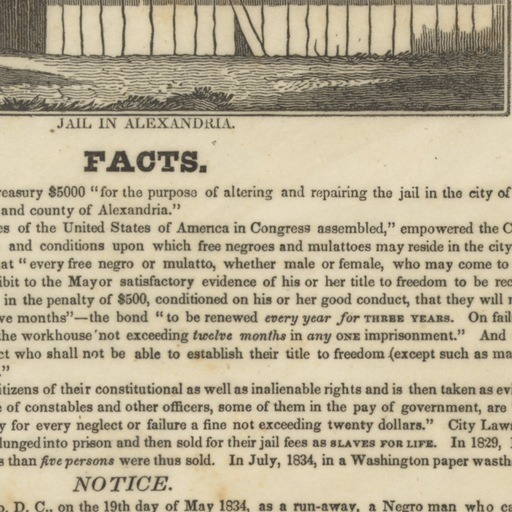 JAIL IN ALEXANDRIA.
FACTS.
reasury $5000 "for the purpose of altering and repairing the jail in the city of
and county of Alexandria."
es of the United States of America in Congress assembled," empowered the C
and conditions upon which free negroes and mulattoes may reside in the city
at "every free negro or mulatto, whether male or female, who may come to
ibit to the Mayor satisfactory evidence of his or her title to freedom to be rec
in the penalty of $500, conditioned on his or her good conduct, that they will n
ve months"—the bond "to be renewed every year for THREE YEARS. On fail
the workhouse not exceeding twelve months in any ONE imprisonment." And
ct who shall not be able to establish their title to freedom (except such as ma
"
itizens of their constitutional as well as inalienable rights and is then taken as evi
e of constables and other officers, some of them in the pay of government, are
y for every neglect or failure a fine not exceeding twenty dollars." City Laws
lunged into prison and then sold for their jail fees as SLAVES FOR LIFE. In 1829, 1
s than five persons were thus sold. In July, 1834, in a Washington paper was th
NOTICE.
o, D. C., on the 19th day of May 1834, as a run-away, a Negro man who ca